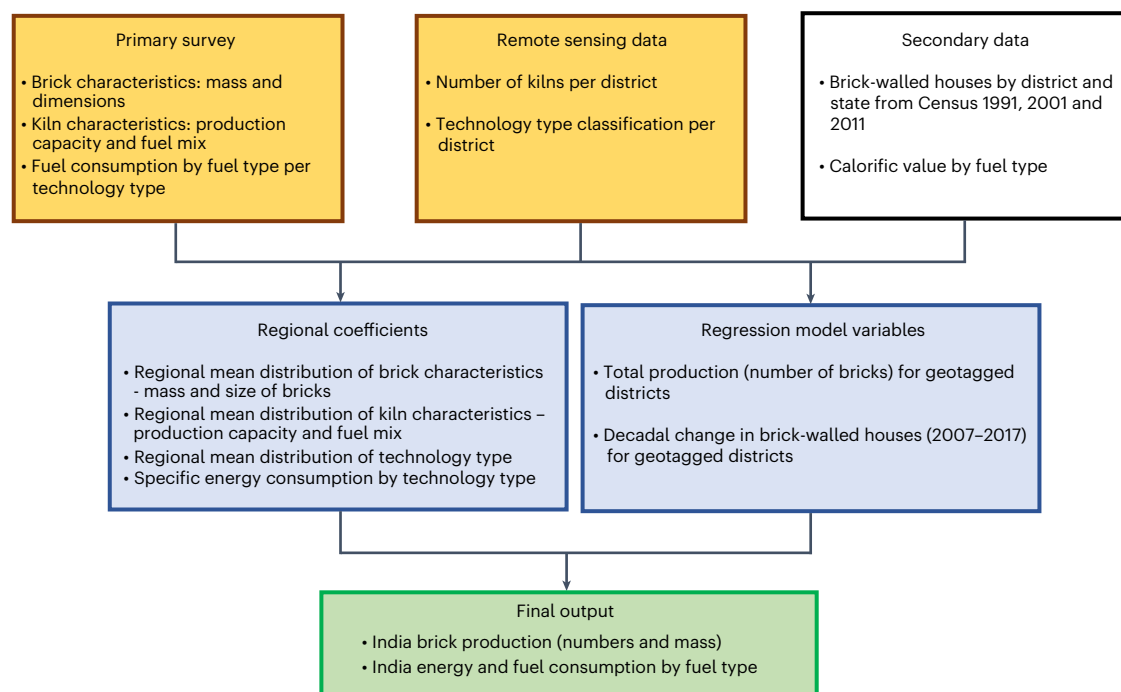 Primary survey
• Brick characteristics: mass and
dimensions
• Kiln characteristics: production
capacity and fuel mix
• Fuel consumption by fuel type per
technology type
Remote sensing data
• Number of kilns per district
• Technology type classification per
district
Secondary data
• Brick-walled houses by district and
state from Census 1991, 2001 and
2011
• Calorific value by fuel type
Regional coefficients
• Regional mean distribution of brick characteristics
- mass and size of bricks
• Regional mean distribution of kiln characteristics –
production capacity and fuel mix
• Regional mean distribution of technology type
• Specific energy consumption by technology type
Regression model variables
• Total production (number of bricks) for geotagged
districts
• Decadal change in brick-walled houses (2007–2017)
for geotagged districts
Final output
• India brick production (numbers and mass)
• India energy and fuel consumption by fuel type